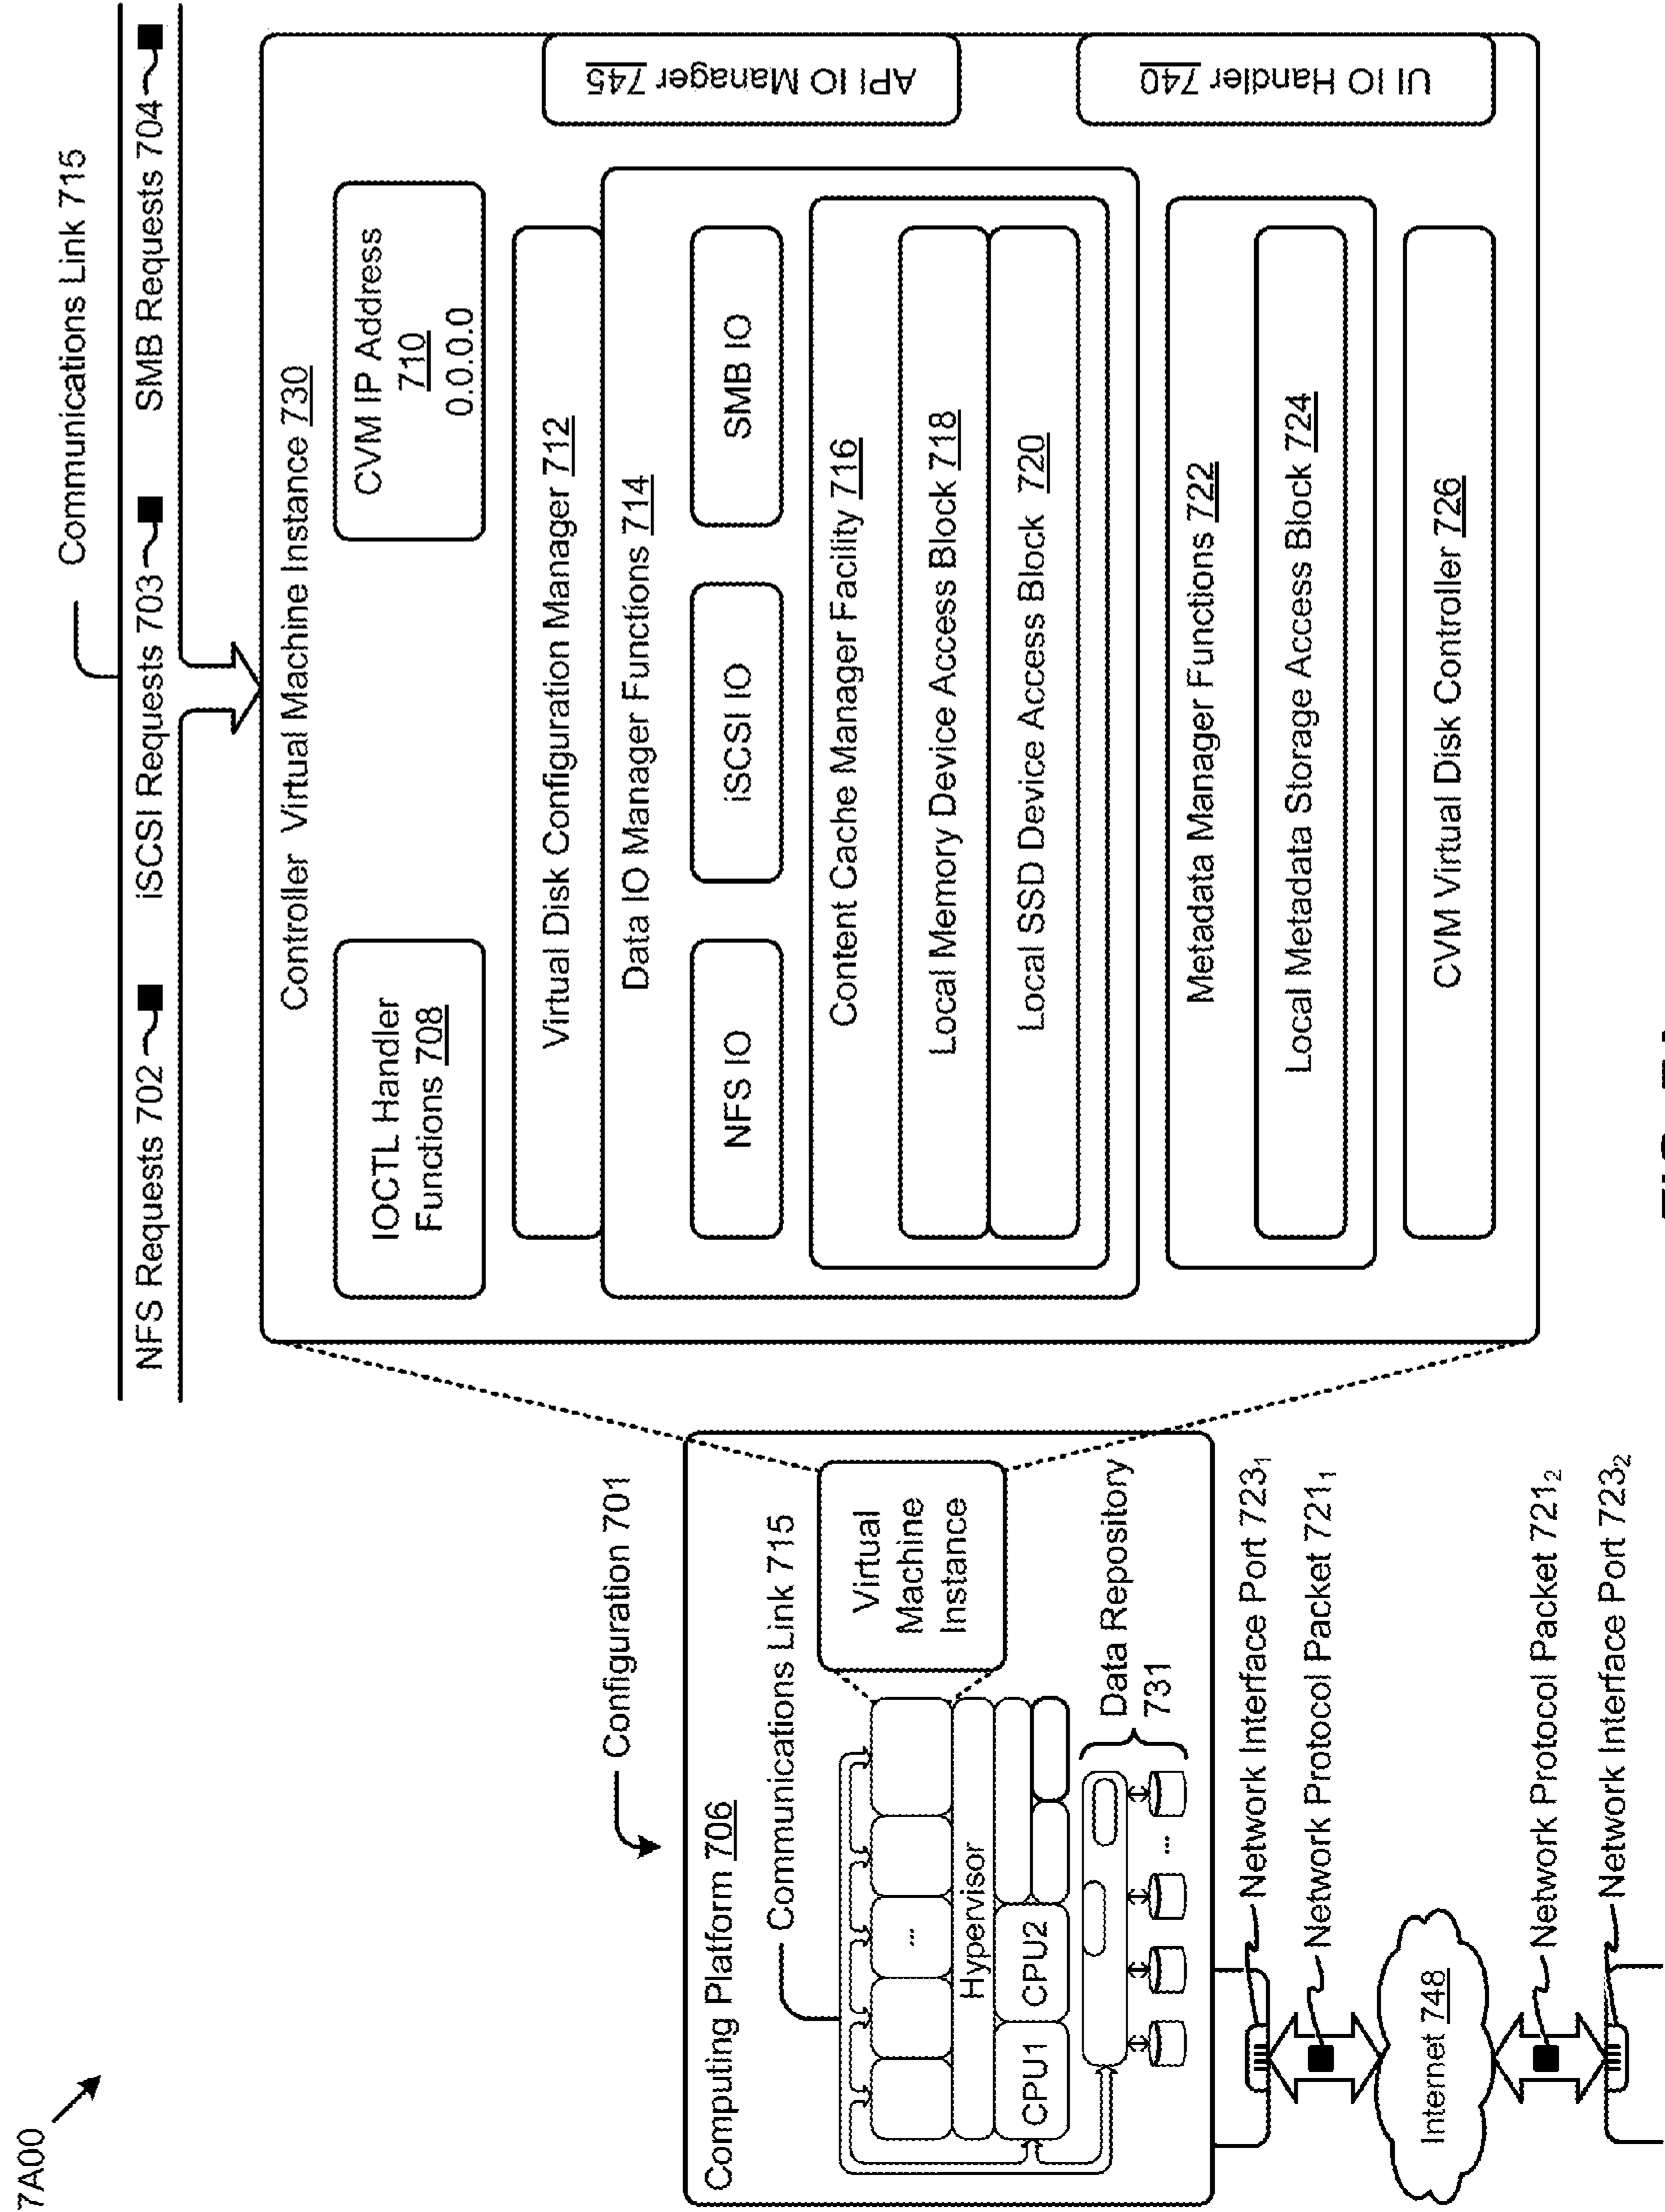 7A00
Communications Link 715
NFS Requests 702
iSCSI Requests 703
SMB Requests 704
Configuration 701
Computing Platform 706
Communications Link 715
...
Hypervisor
CPU1
CPU2
Virtual
Machine
Instance
Data Repository
731
...
Network Interface Port 723₁
Network Protocol Packet 721₁
Internet 748
Network Protocol Packet 721₂
Network Interface Port 723₂
Controller Virtual Machine Instance 730
IOCTL Handler
Functions 708
CVM IP Address
710
0.0.0.0
Virtual Disk Configuration Manager 712
Data IO Manager Functions 714
NFS IO
iSCSI IO
SMB IO
Content Cache Manager Facility 716
Local Memory Device Access Block 718
Local SSD Device Access Block 720
Metadata Manager Functions 722
Local Metadata Storage Access Block 724
CVM Virtual Disk Controller 726
API IO Manager 745
UI IO Handler 740